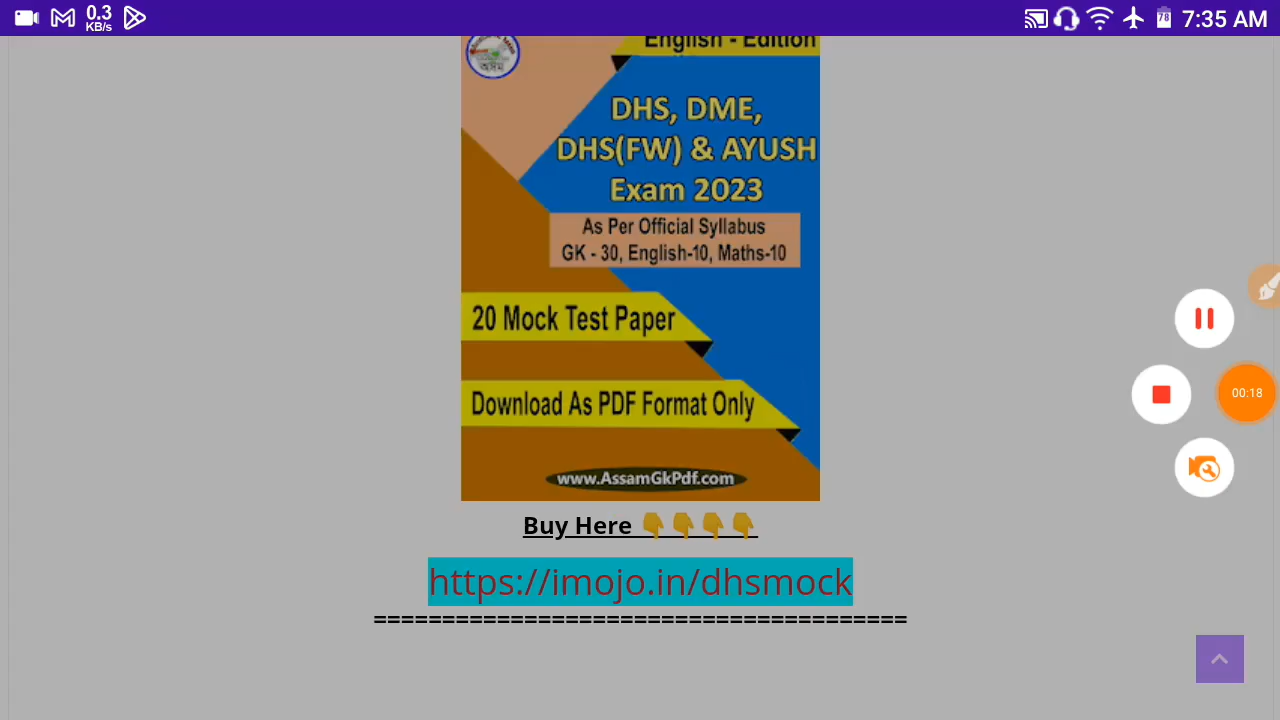 0.3
KB/s
78
7:35 AM
English - Edition
DHS, DME,
DHS(FW) & AYUSH
Exam 2023
As Per Official Syllabus
GK - 30, English-10, Maths-10
20 Mock Test Paper
Download As PDF Format Only
www.AssamGkPdf.com
Buy Here 👇👇👇👇
https://imojo.in/dhsmock
=======================================
00:18